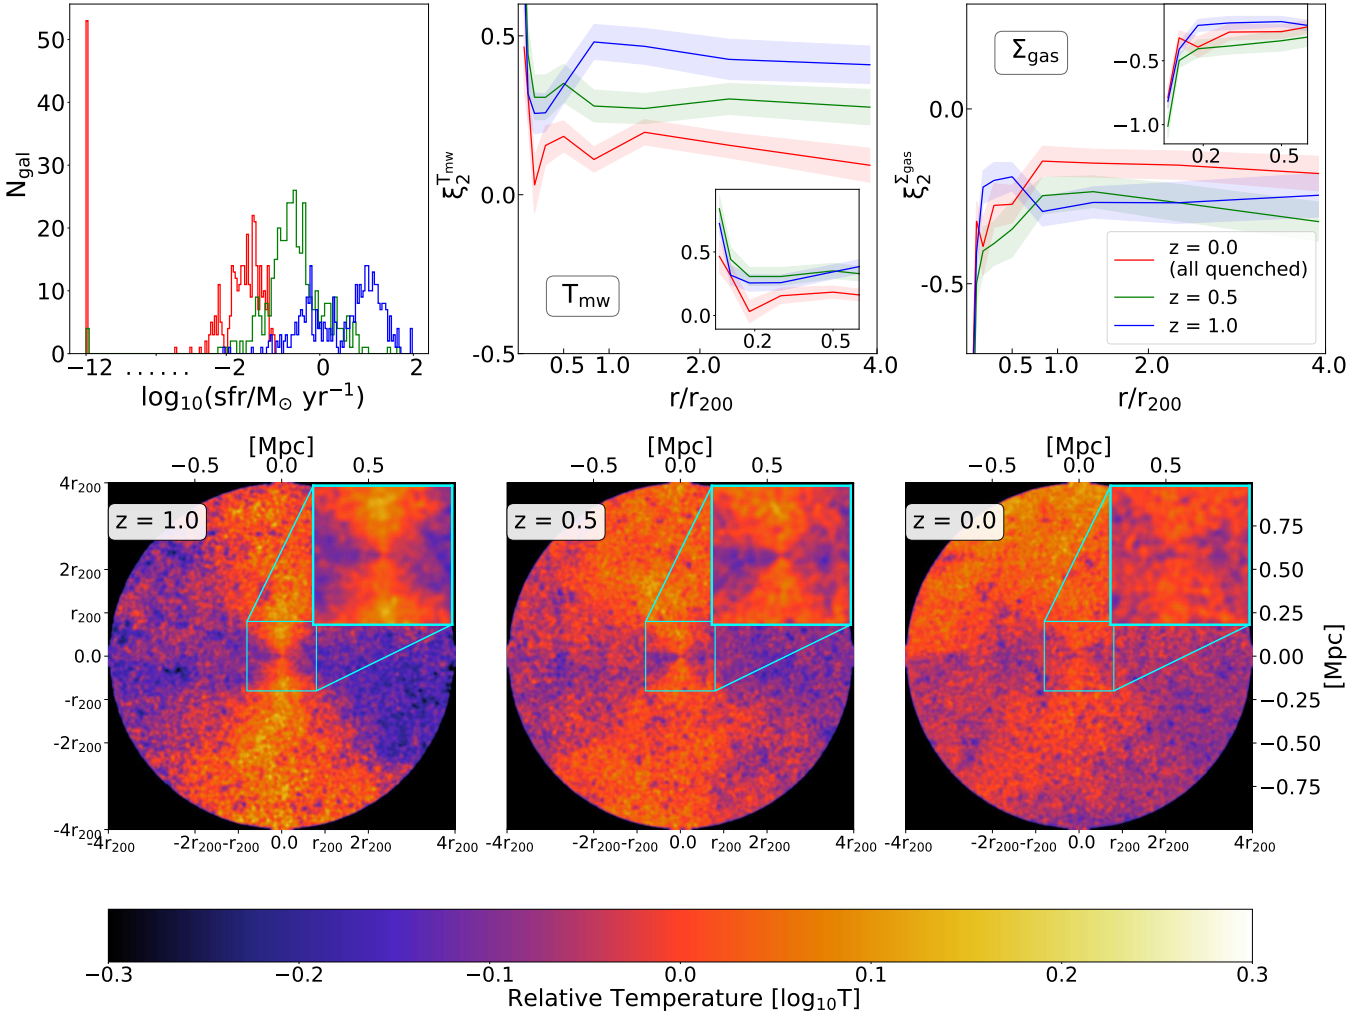 50
40
30
20
10
0
N_gal
−12 . . . . . . −2 0 2
log₁₀(sfr/M⊙ yr⁻¹)
0.5
0.0
-0.5
ξ₂^T_mw
T_mw
0.5
0.0
0.2 0.5
0.5 1.0 2.0 4.0
r/r₂₀₀
0.0
-0.5
ξ₂^Σ_gas
Σ_gas
−0.5
−1.0
0.2 0.5
z = 0.0
(all quenched)
z = 0.5
z = 1.0
0.5 1.0 2.0 4.0
r/r₂₀₀
[Mpc]
−0.5 0.0 0.5
z = 1.0
4r₂₀₀
2r₂₀₀
r₂₀₀
0.0
-r₂₀₀
-2r₂₀₀
-4r₂₀₀
-4r₂₀₀ -2r₂₀₀ -r₂₀₀ 0.0 r₂₀₀ 2r₂₀₀ 4r₂₀₀
[Mpc]
−0.5 0.0 0.5
z = 0.5
-4r₂₀₀ -2r₂₀₀ -r₂₀₀ 0.0 r₂₀₀ 2r₂₀₀ 4r₂₀₀
[Mpc]
−0.5 0.0 0.5
z = 0.0
0.75
0.50
0.25
0.00
−0.25
−0.50
−0.75
[Mpc]
-4r₂₀₀ -2r₂₀₀ -r₂₀₀ 0.0 r₂₀₀ 2r₂₀₀ 4r₂₀₀
−0.3 −0.2 −0.1 0.0 0.1 0.2 0.3
Relative Temperature [log₁₀T]